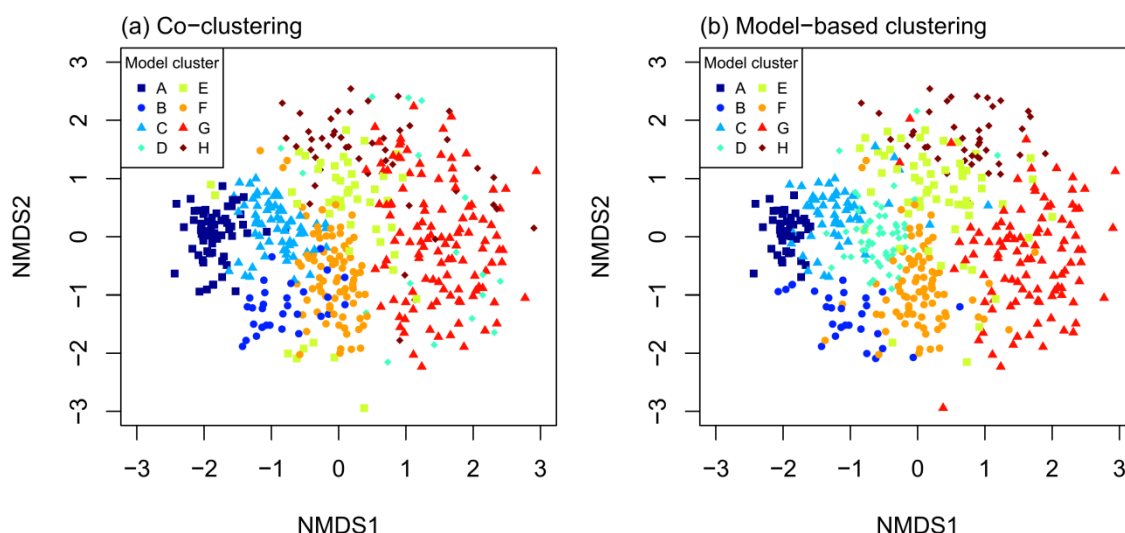 (a) Co−clustering
Model cluster
A E
B F
C G
D H
3
2
1
0
−1
−2
−3
NMDS2
−3 −2 −1 0 1 2 3
NMDS1
(b) Model−based clustering
Model cluster
A E
B F
C G
D H
3
2
1
0
−1
−2
−3
NMDS2
−3 −2 −1 0 1 2 3
NMDS1